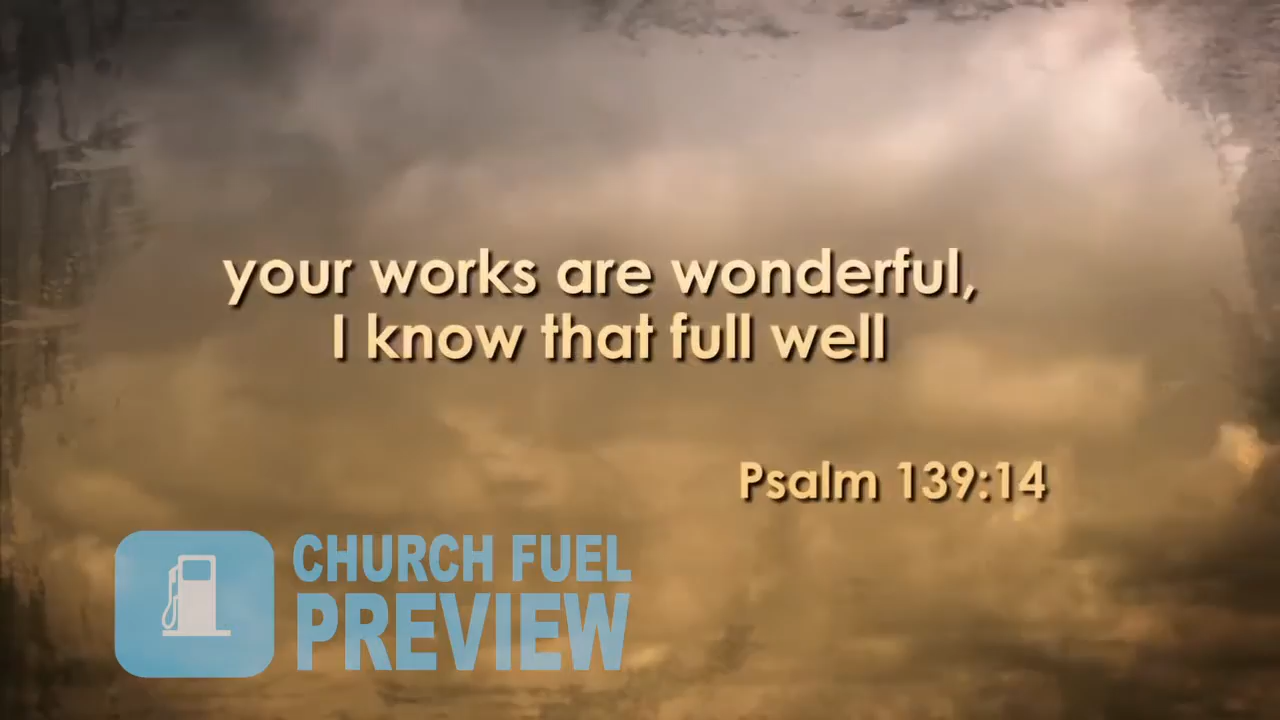 your works are wonderful,
I know that full well
Psalm 139:14
CHURCH FUEL
PREVIEW